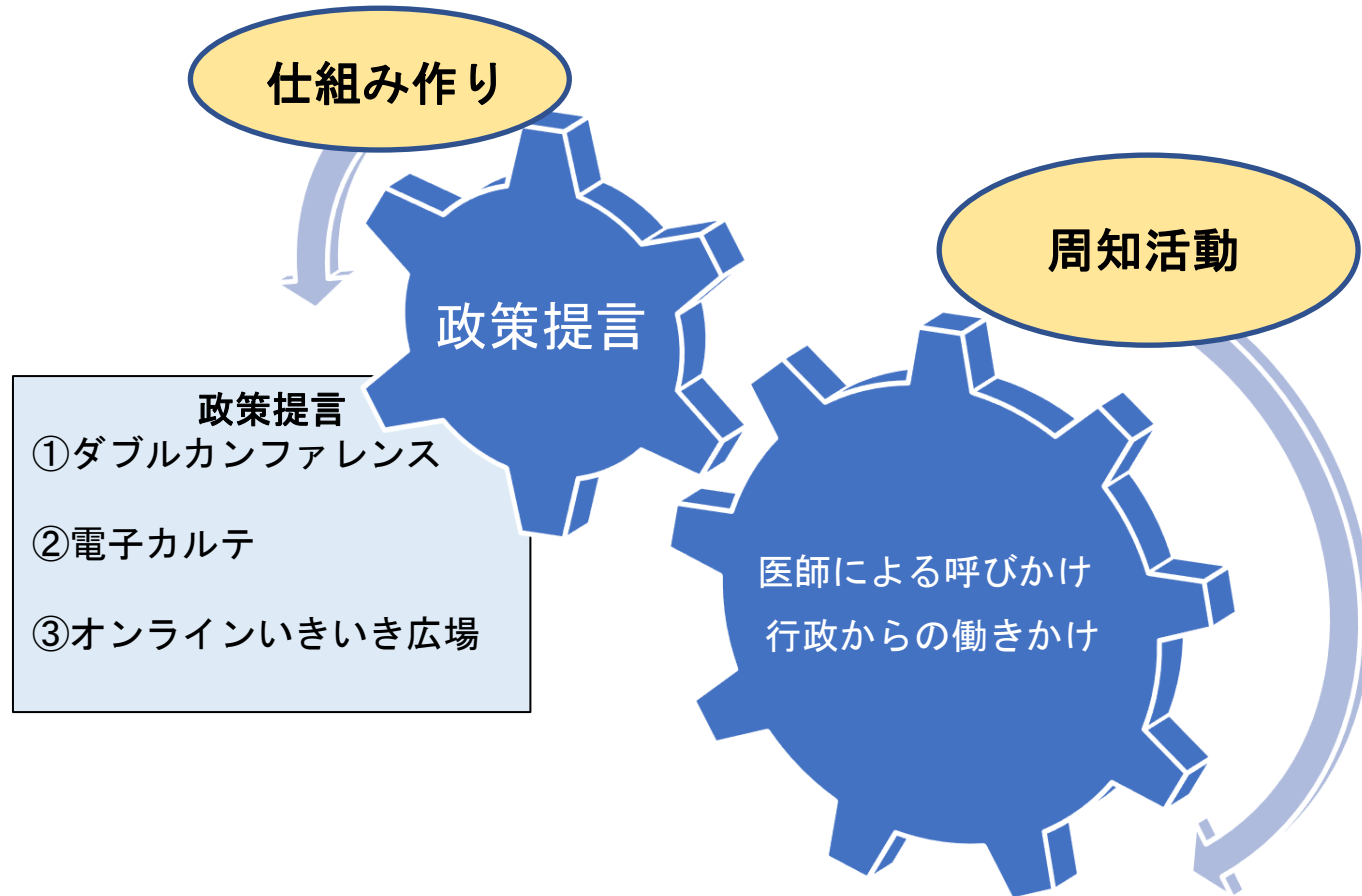 仕組み作り
周知活動
政策提言
政策提言
①ダブルカンファレンス
②電子カルテ
③オンラインいきいき広場
医師による呼びかけ
行政からの働きかけ